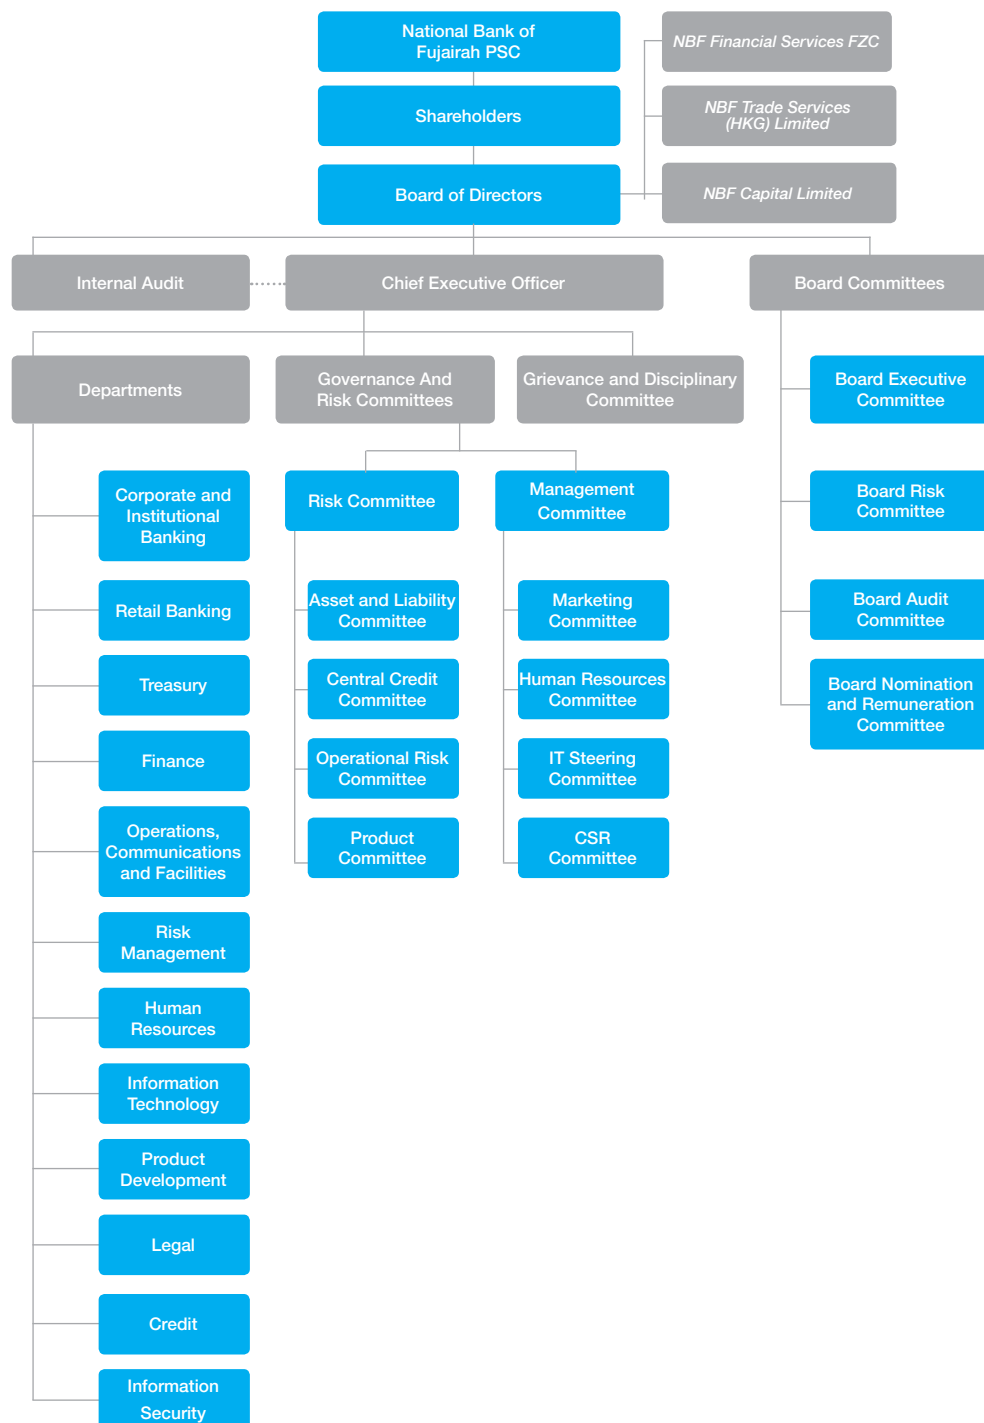 National Bank of
Fujairah PSC
NBF Financial Services FZC
Shareholders
NBF Trade Services
(HKG) Limited
Board of Directors
NBF Capital Limited
Internal Audit
Chief Executive Officer
Board Committees
Departments
Governance And
Risk Committees
Grievance and Disciplinary
Committee
Corporate and
Institutional
Banking
Retail Banking
Treasury
Finance
Operations,
Communications
and Facilities
Risk
Management
Human
Resources
Information
Technology
Product
Development
Legal
Credit
Information
Security
Risk Committee
Asset and Liability
Committee
Central Credit
Committee
Operational Risk
Committee
Product
Committee
Management
Committee
Marketing
Committee
Human Resources
Committee
IT Steering
Committee
CSR
Committee
Board Executive
Committee
Board Risk
Committee
Board Audit
Committee
Board Nomination
and Remuneration
Committee